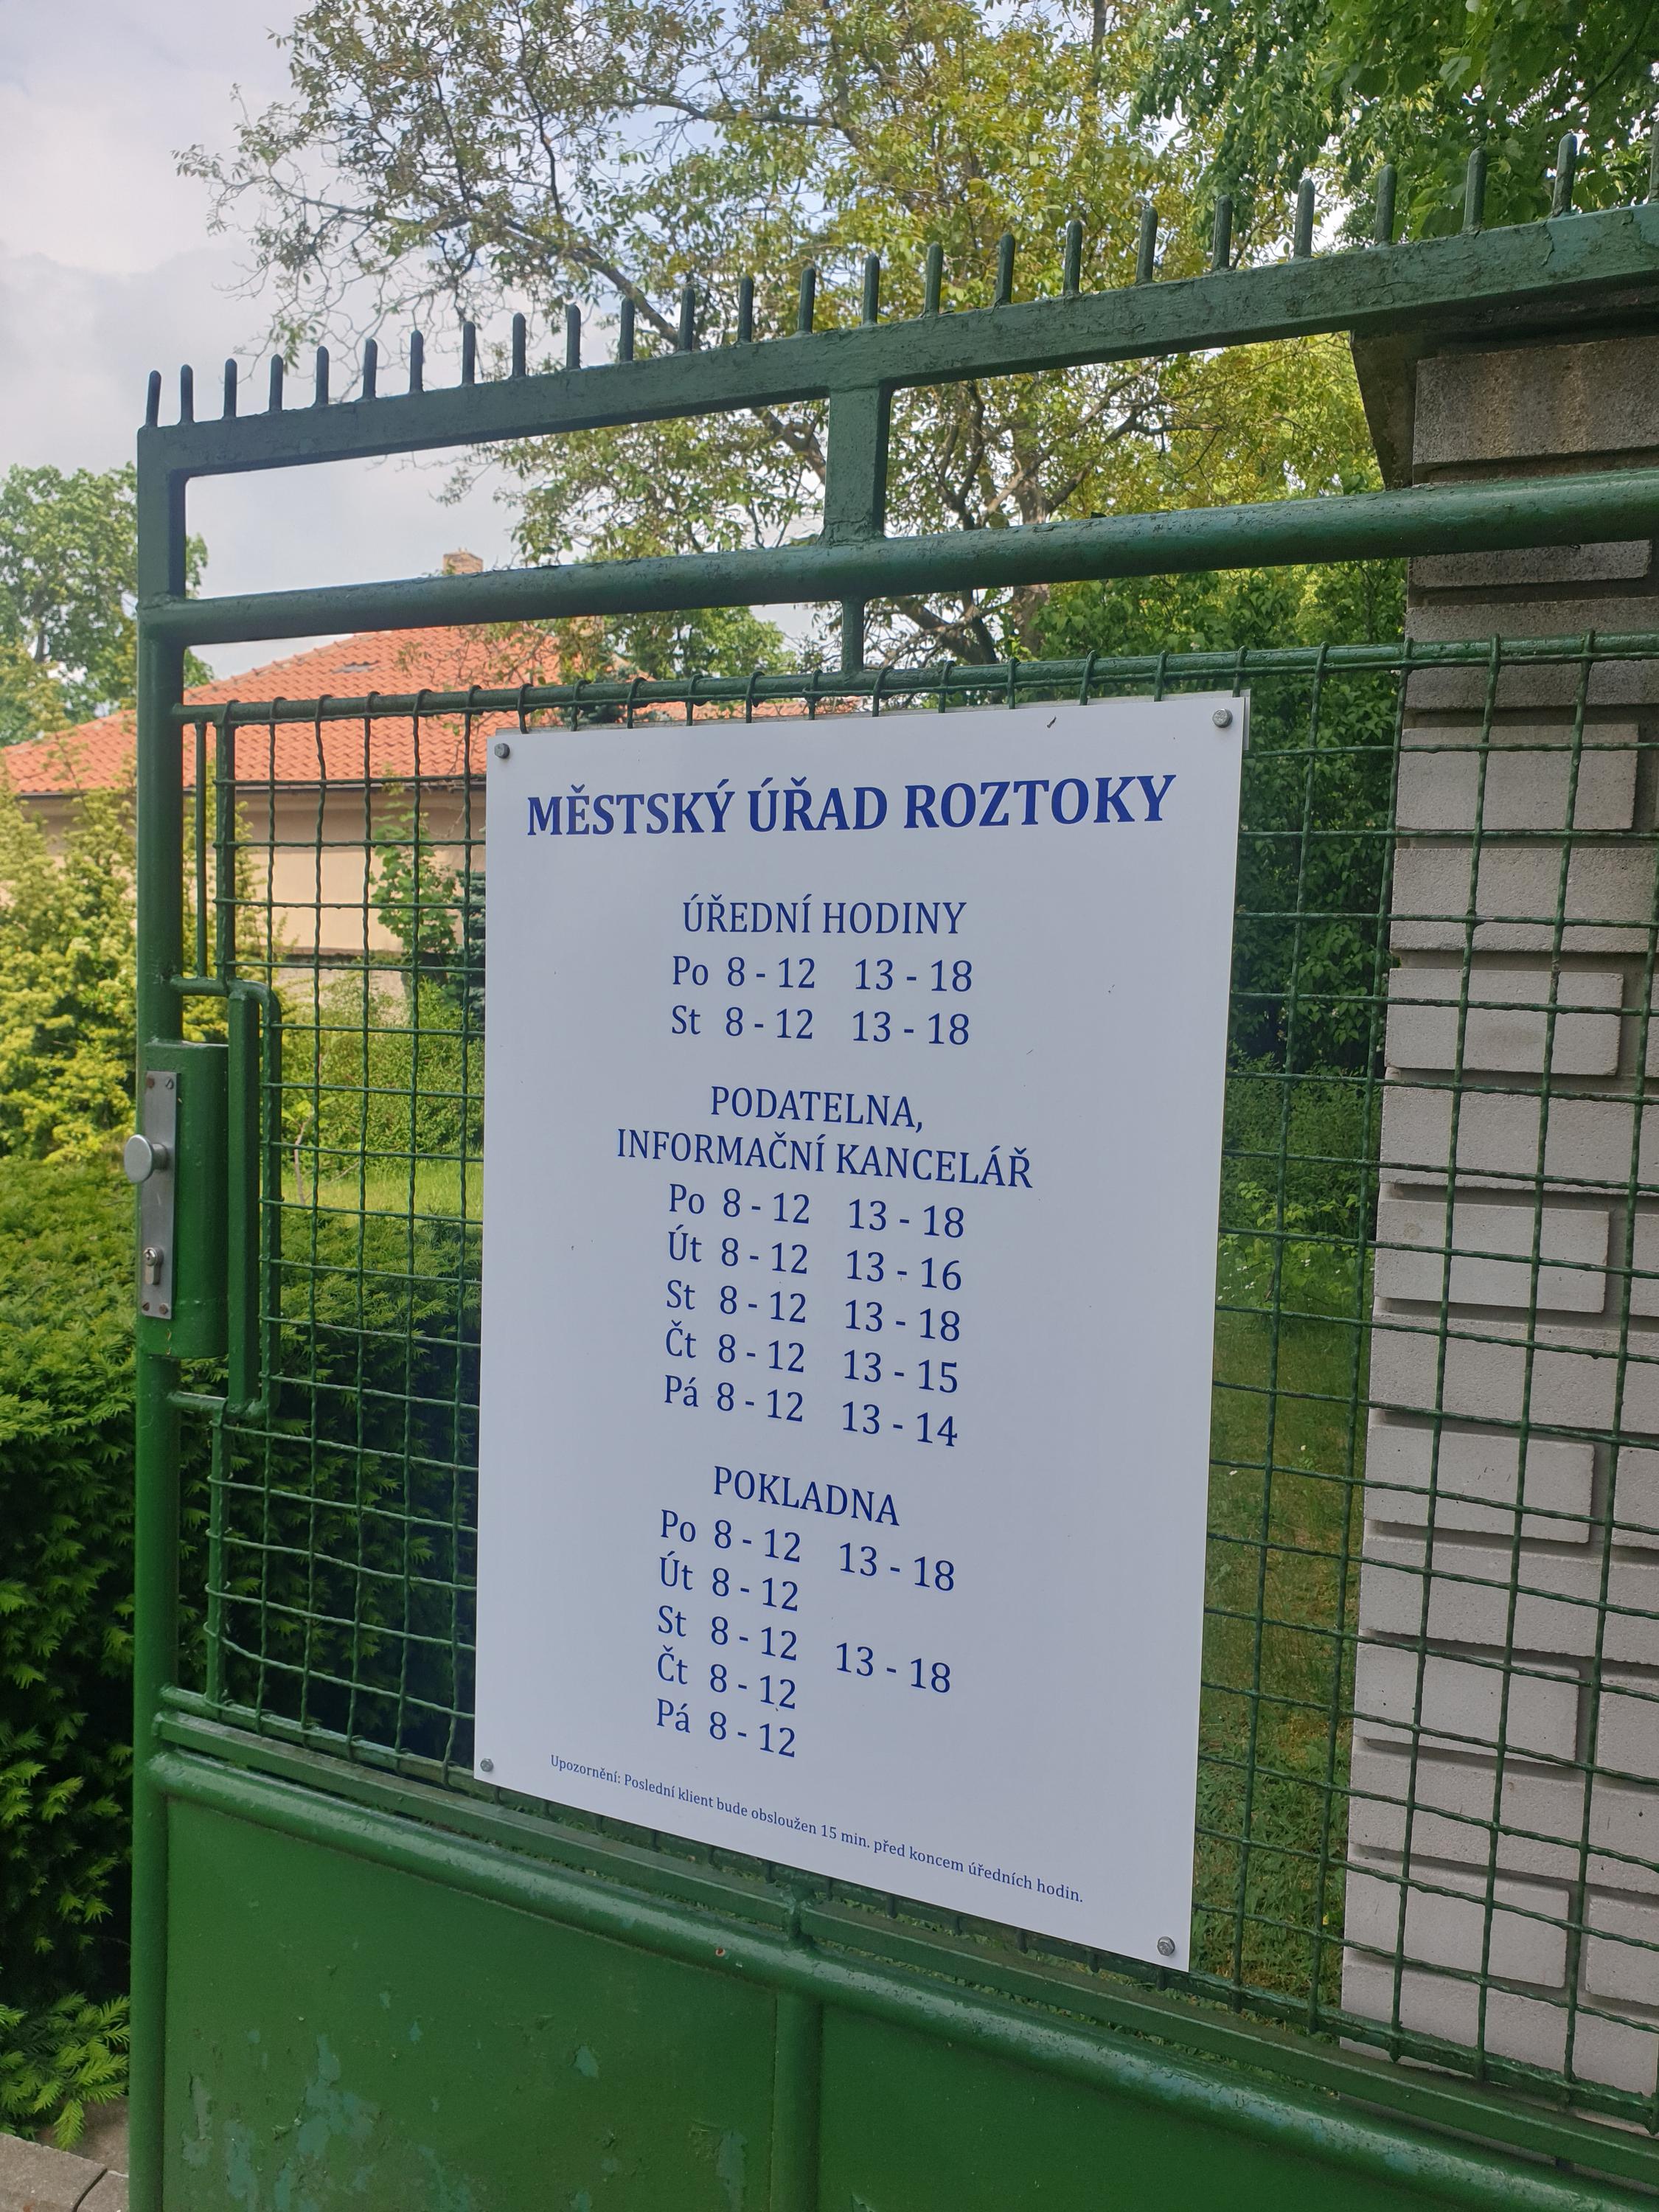 MĚSTSKÝ ÚŘAD ROZTOKY
ÚŘEDNÍ HODINY
Po 8 - 12 13 - 18
St 8 - 12 13 - 18
PODATELNA,
INFORMAČNÍ KANCELÁŘ
Po 8 - 12 13 - 18
Út 8 - 12 13 - 16
St 8 - 12 13 - 18
Čt 8 - 12 13 - 15
Pá 8 - 12 13 - 14
POKLADNA
Po 8 - 12 13 - 18
Út 8 - 12
St 8 - 12 13 - 18
Čt 8 - 12
Pá 8 - 12
Upozornění: Poslední klient bude obsloužen 15 min. před koncem úředních hodin.